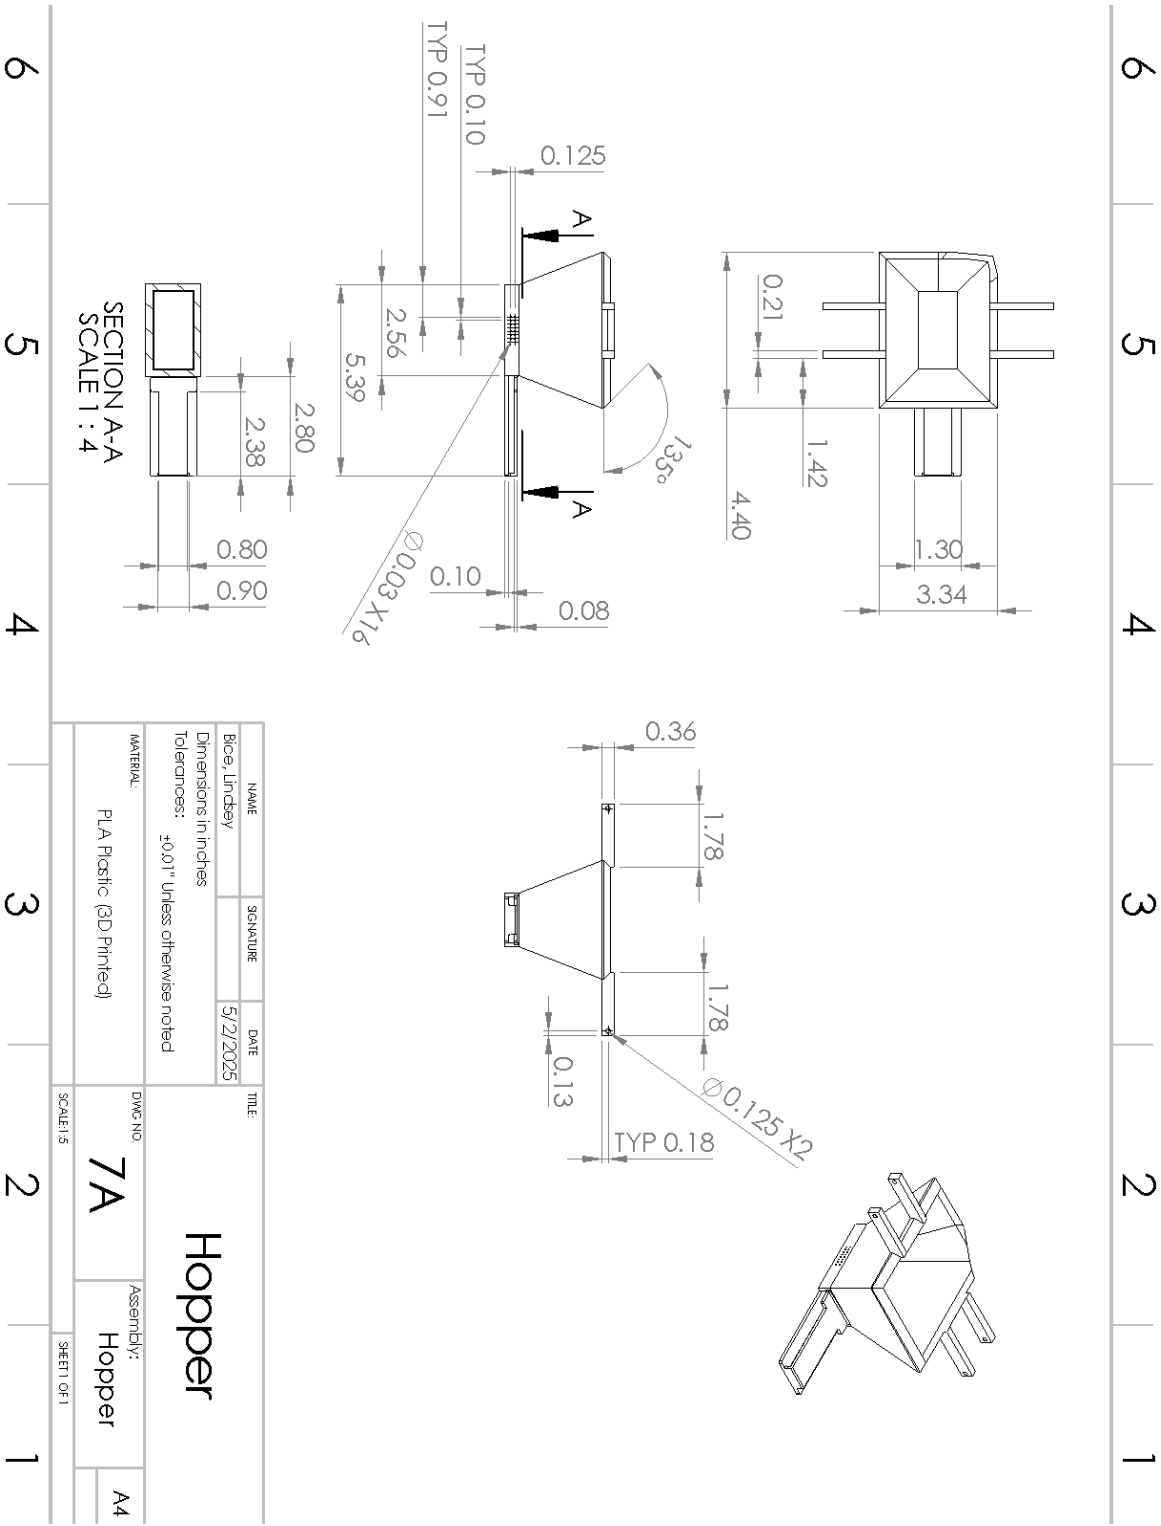 6
5
4
3
2
1
0.21
1.42
4.40
1.30
3.34
TYP 0.91
TYP 0.10
0.125
A
A
135°
2.56
5.39
Ø0.03 X16
0.10
0.08
SECTION A-A
SCALE 1 : 4
2.80
2.38
0.80
0.90
0.36
1.78
1.78
0.13
Ø0.125 X2
TYP 0.18
NAME
SIGNATURE
DATE
TITLE:
Bice, Lindsey
5/2/2025
Hopper
Dimensions in inches
Tolerances:
±0.01" Unless otherwise noted
MATERIAL:
PLA Plastic (3D Printed)
DWG NO.
7A
Assembly:
Hopper
A4
SCALE:1:5
SHEET 1 OF 1
6
5
4
3
2
1